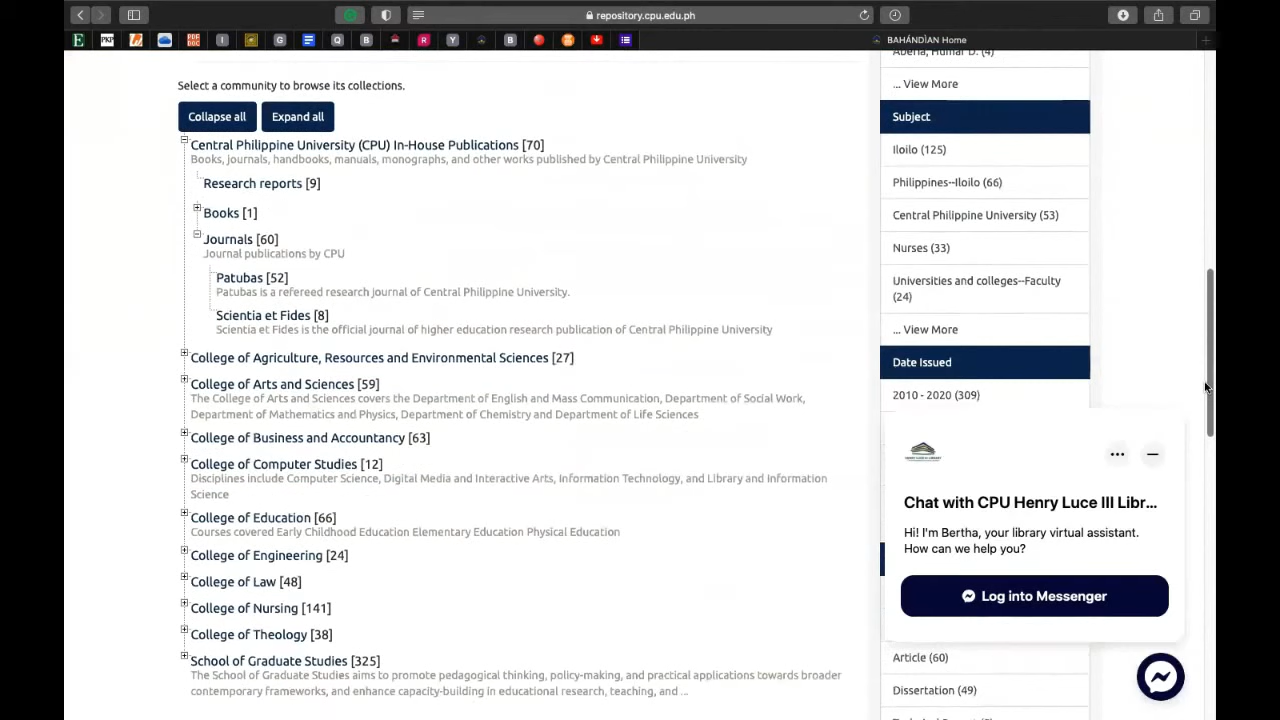 repository.cpu.edu.ph
BAHÁNDÌAN Home
Select a community to browse its collections.
Collapse all
Expand all
Central Philippine University (CPU) In-House Publications [70]
Books, journals, handbooks, manuals, monographs, and other works published by Central Philippine University
Research reports [9]
Books [1]
Journals [60]
Journal publications by CPU
Patubas [52]
Patubas is a refereed research journal of Central Philippine University.
Scientia et Fides [8]
Scientia et Fides is the official journal of higher education research publication of Central Philippine University
College of Agriculture, Resources and Environmental Sciences [27]
College of Arts and Sciences [59]
The College of Arts and Sciences covers the Department of English and Mass Communication, Department of Social Work,
Department of Mathematics and Physics, Department of Chemistry and Department of Life Sciences
College of Business and Accountancy [63]
College of Computer Studies [12]
Disciplines include Computer Science, Digital Media and Interactive Arts, Information Technology, and Library and Information
Science
College of Education [66]
Courses covered Early Childhood Education Elementary Education Physical Education
College of Engineering [24]
College of Law [48]
College of Nursing [141]
College of Theology [38]
School of Graduate Studies [325]
The School of Graduate Studies aims to promote pedagogical thinking, policy-making, and practical applications towards broader
contemporary frameworks, and enhance capacity-building in educational research, teaching, and ...
... View More
Subject
Iloilo (125)
Philippines--Iloilo (66)
Central Philippine University (53)
Nurses (33)
Universities and colleges--Faculty
(24)
... View More
Date Issued
2010 - 2020 (309)
Chat with CPU Henry Luce III Libr...
Hi! I'm Bertha, your library virtual assistant.
How can we help you?
Log into Messenger
Article (60)
Dissertation (49)